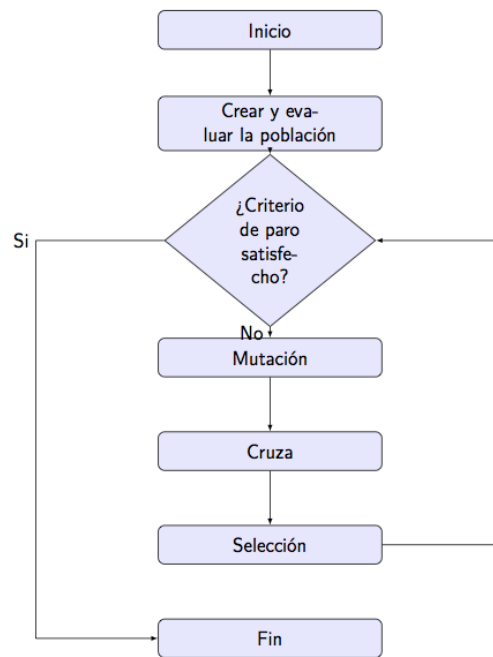 Inicio
Crear y eva-
luar la población
¿Criterio
de paro
satisfe-
cho?
Si
No
Mutación
Cruza
Selección
Fin